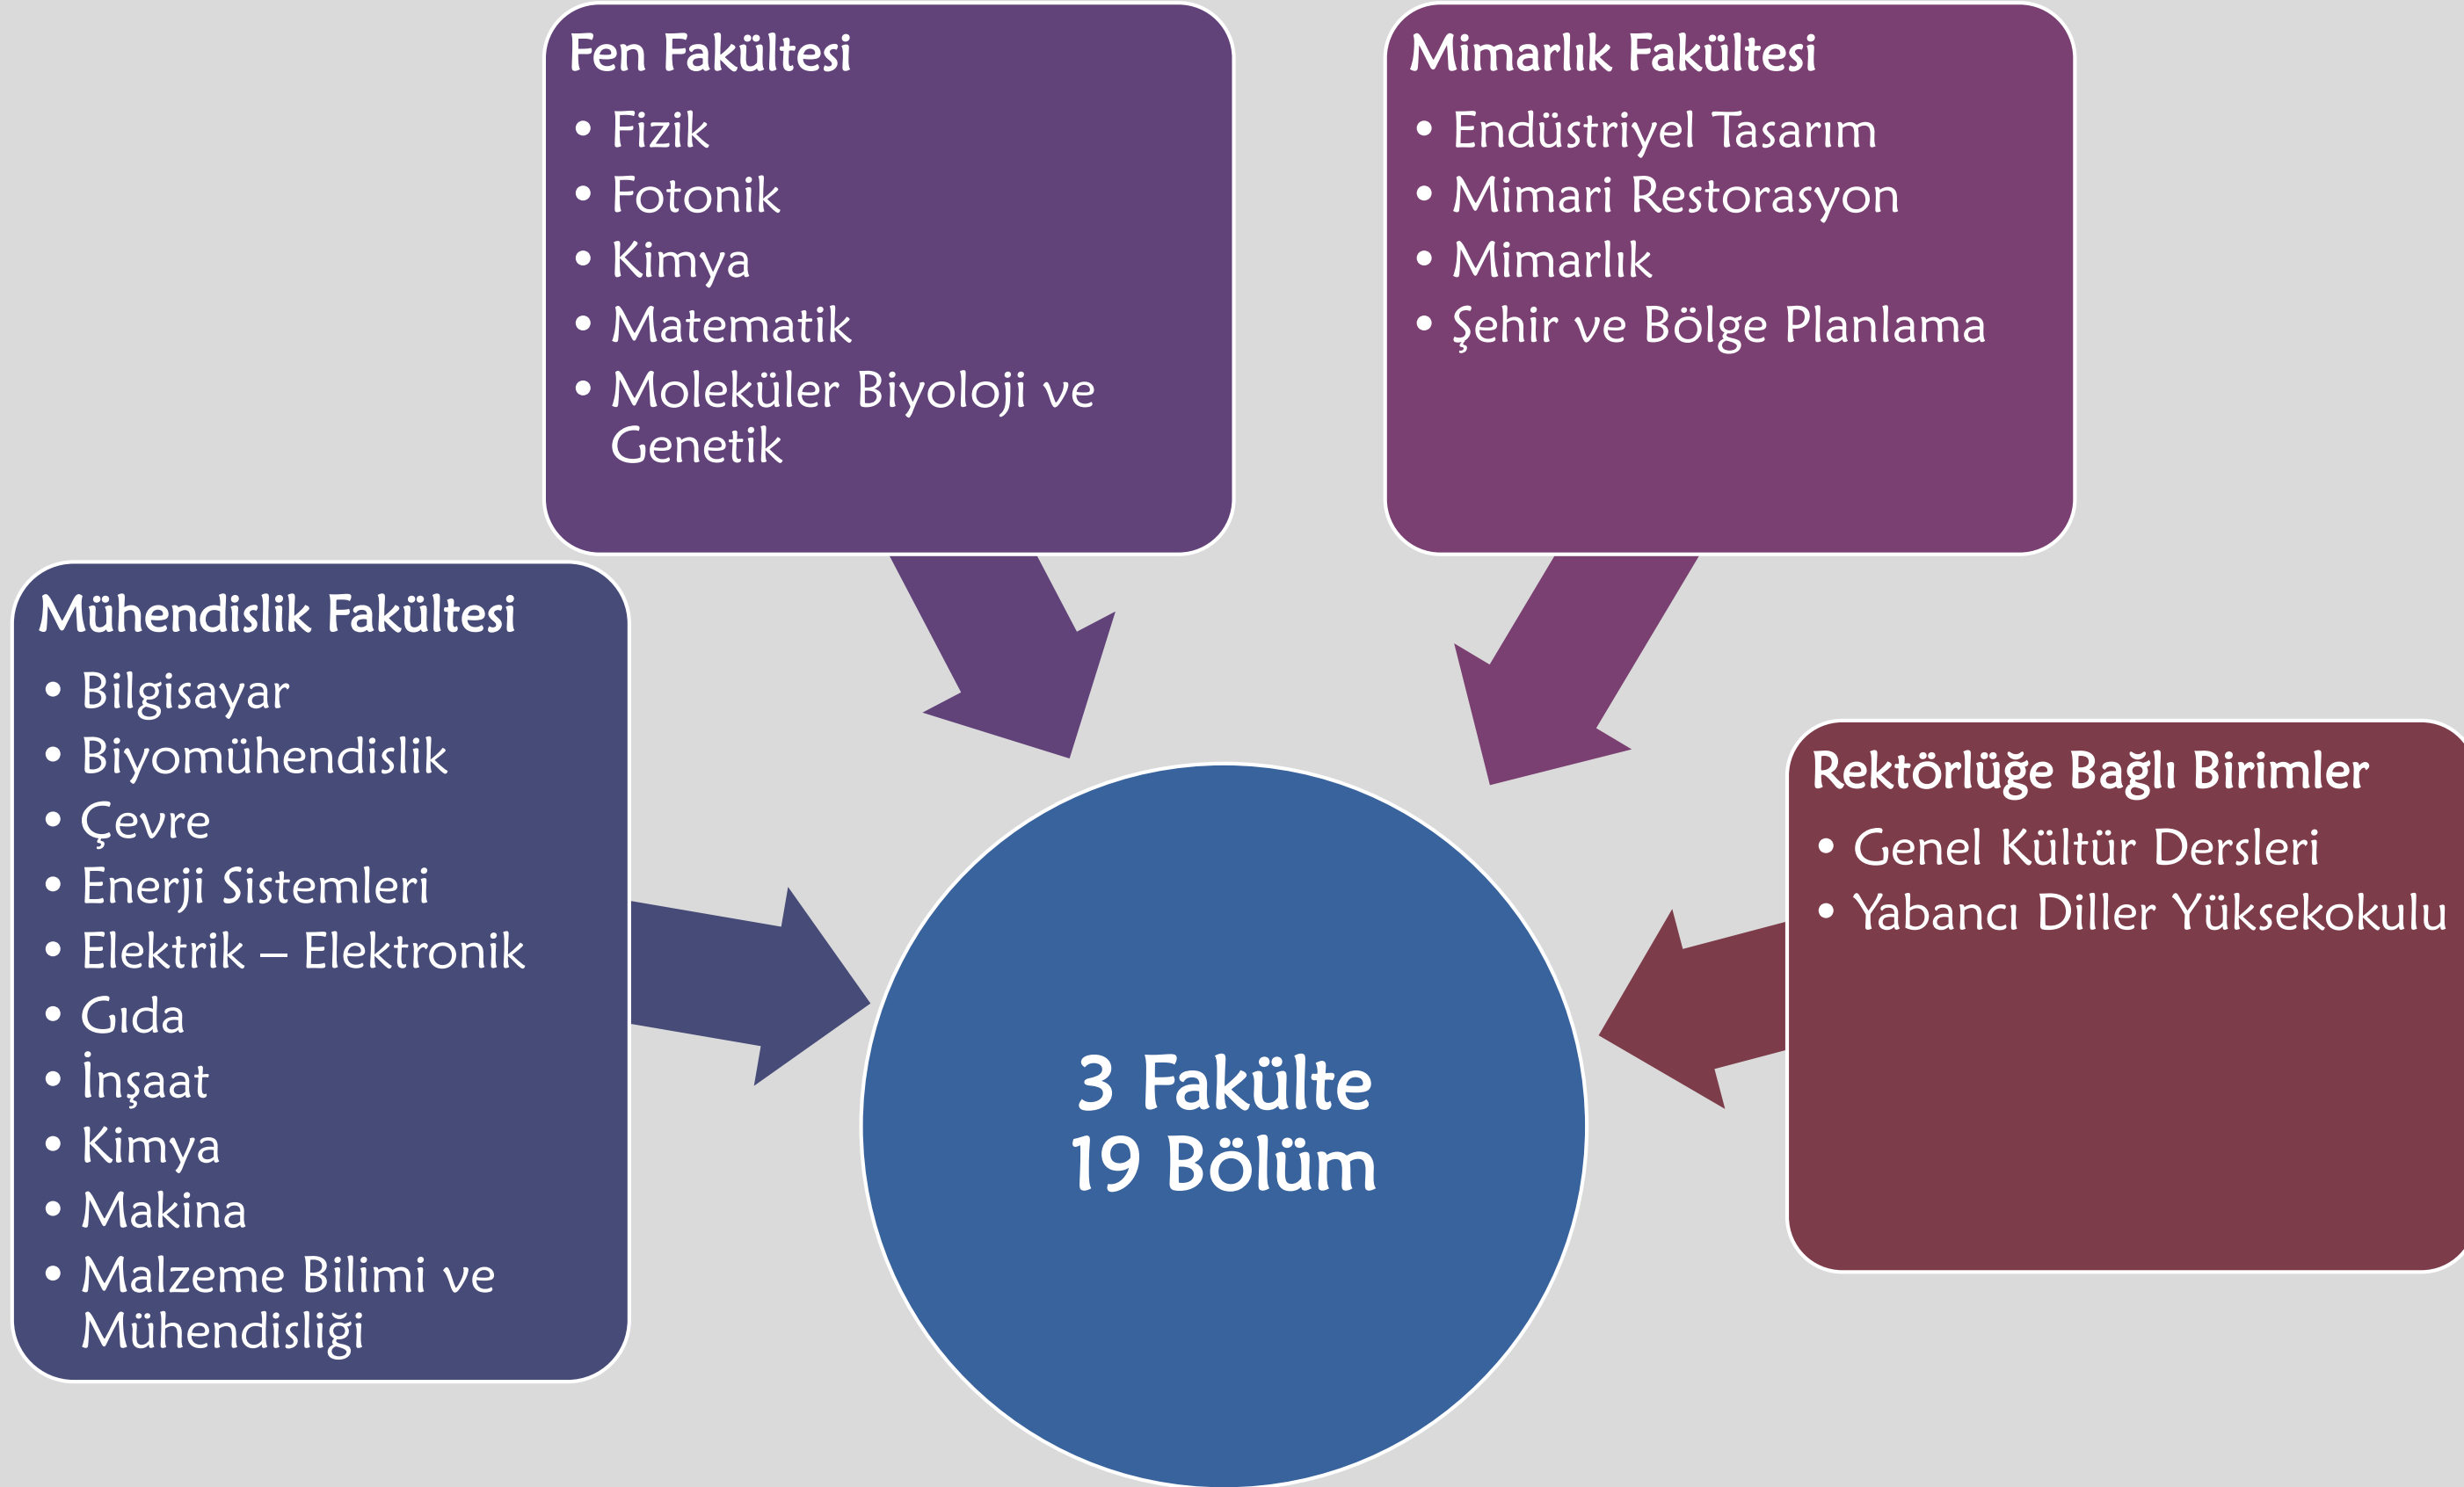 Fen Fakültesi
• Fizik
• Fotonik
• Kimya
• Matematik
• Moleküler Biyoloji ve
Genetik
Mimarlık Fakültesi
• Endüstriyel Tasarım
• Mimari Restorasyon
• Mimarlık
• Şehir ve Bölge Planlama
Mühendislik Fakültesi
• Bilgisayar
• Biyomühendislik
• Çevre
• Enerji Sistemleri
• Elektrik – Elektronik
• Gıda
• İnşaat
• Kimya
• Makina
• Malzeme Bilimi ve
Mühendisliği
Rektörlüğe Bağlı Birimler
• Genel Kültür Dersleri
• Yabancı Diller Yüksekokulu
3 Fakülte
19 Bölüm